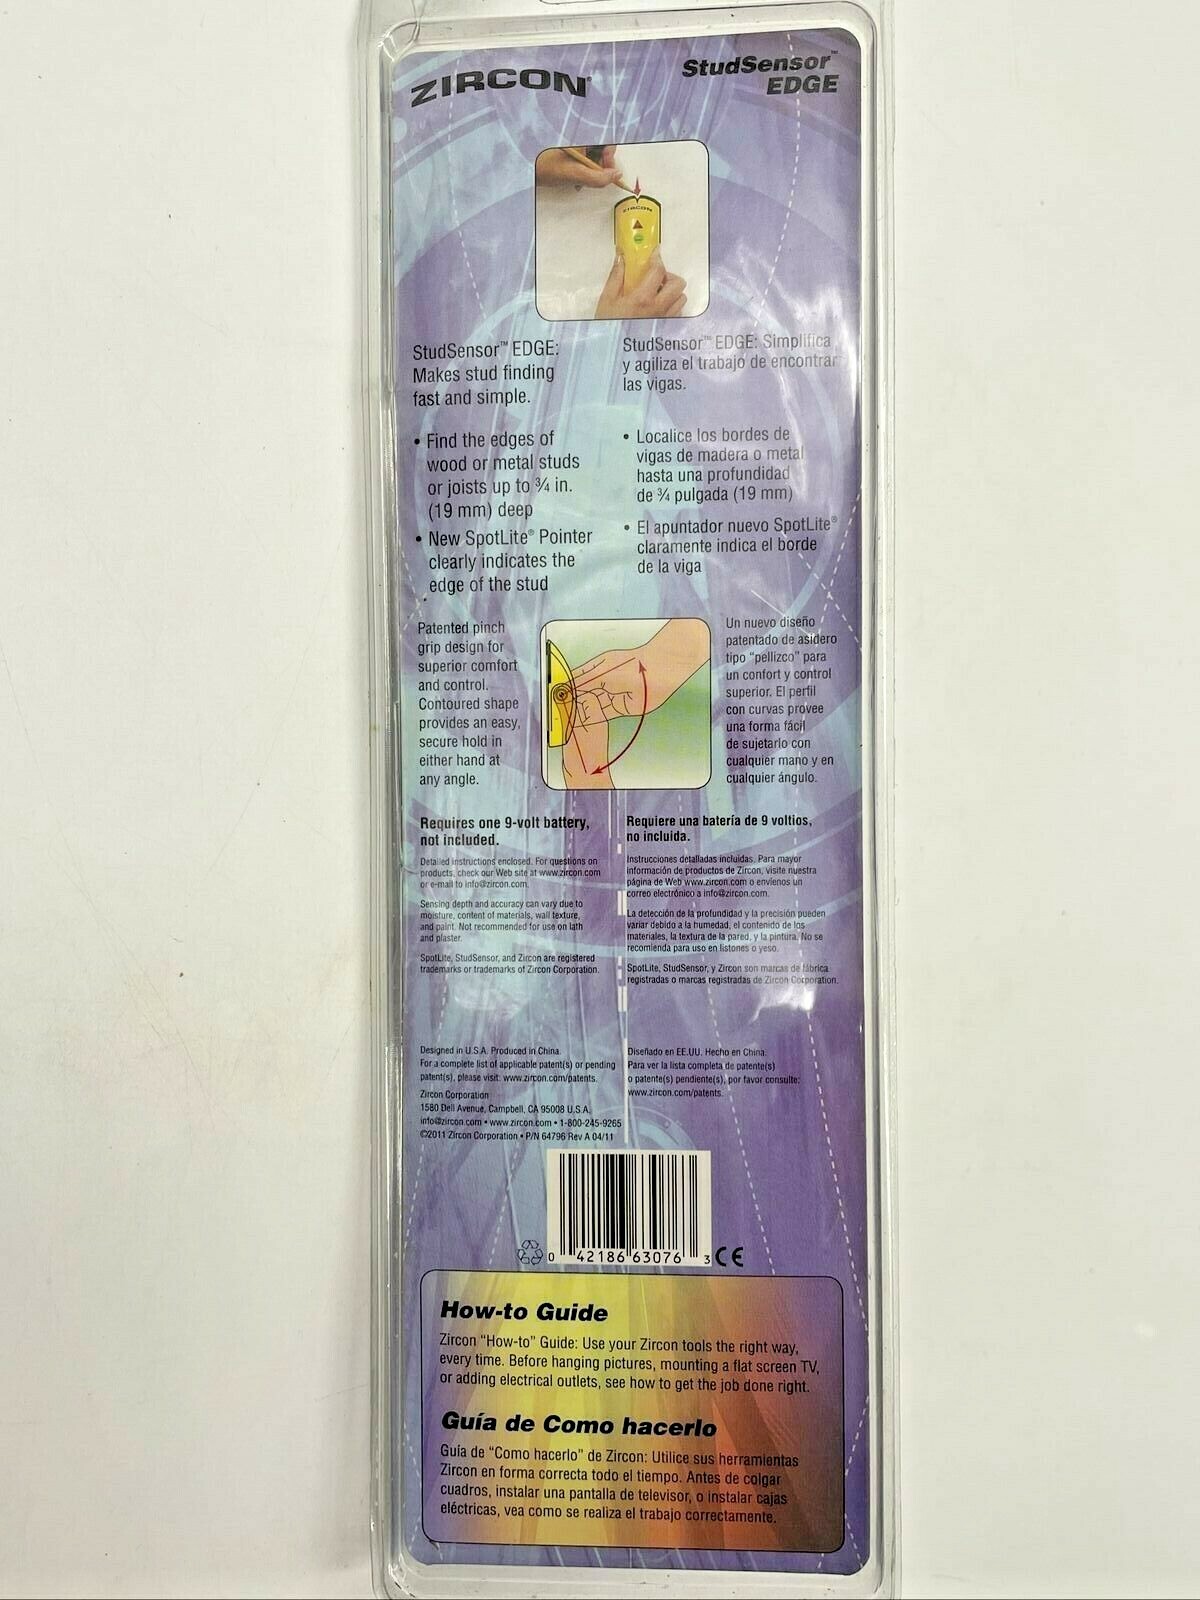 ZIRCON®
StudSensor™
EDGE
ZIRCON
StudSensor™ EDGE:
Makes stud finding
fast and simple.
• Find the edges of
wood or metal studs
or joists up to ¾ in.
(19 mm) deep
• New SpotLite® Pointer
clearly indicates the
edge of the stud
StudSensor™ EDGE: Simplifica
y agiliza el trabajo de encontrar
las vigas.
• Localice los bordes de
vigas de madera o metal
hasta una profundidad
de ¾ pulgada (19 mm)
• El apuntador nuevo SpotLite®
claramente indica el borde
de la viga
Patented pinch
grip design for
superior comfort
and control.
Contoured shape
provides an easy,
secure hold in
either hand at
any angle.
Un nuevo diseño
patentado de asidero
tipo "pellizco" para
un confort y control
superior. El perfil
con curvas provee
una forma fácil
de sujetarlo con
cualquier mano y en
cualquier ángulo.
Requires one 9-volt battery,
not included.
Detailed instructions enclosed. For questions on
products, check our Web site at www.zircon.com
or e-mail to info@zircon.com.
Sensing depth and accuracy can vary due to
moisture, content of materials, wall texture,
and paint. Not recommended for use on lath
and plaster.
SpotLite, StudSensor, and Zircon are registered
trademarks or trademarks of Zircon Corporation.
Requiere una batería de 9 voltios,
no incluida.
Instrucciones detalladas incluidas. Para mayor
información de productos de Zircon, visite nuestra
página de Web www.zircon.com o envíenos un
correo electrónico a info@zircon.com.
La detección de la profundidad y la precisión pueden
variar debido a la humedad, el contenido de los
materiales, la textura de la pared, y la pintura. No se
recomienda para uso en listones o yeso.
SpotLite, StudSensor, y Zircon son marcas de fábrica
registradas o marcas registradas de Zircon Corporation.
Designed in U.S.A. Produced in China.
For a complete list of applicable patent(s) or pending
patent(s), please visit: www.zircon.com/patents.
Zircon Corporation
1580 Dell Avenue, Campbell, CA 95008 U.S.A.
info@zircon.com • www.zircon.com • 1-800-245-9265
©2011 Zircon Corporation • P/N 64796 Rev A 04/11
Diseñado en EE.UU. Hecho en China.
Para ver la lista completa de patente(s)
o patente(s) pendiente(s), por favor consulte:
www.zircon.com/patents.
0 42186 63076 3 CE
How-to Guide
Zircon "How-to" Guide: Use your Zircon tools the right way,
every time. Before hanging pictures, mounting a flat screen TV,
or adding electrical outlets, see how to get the job done right.
Guía de Como hacerlo
Guía de "Como hacerlo" de Zircon: Utilice sus herramientas
Zircon en forma correcta todo el tiempo. Antes de colgar
cuadros, instalar una pantalla de televisor, o instalar cajas
eléctricas, vea como se realiza el trabajo correctamente.